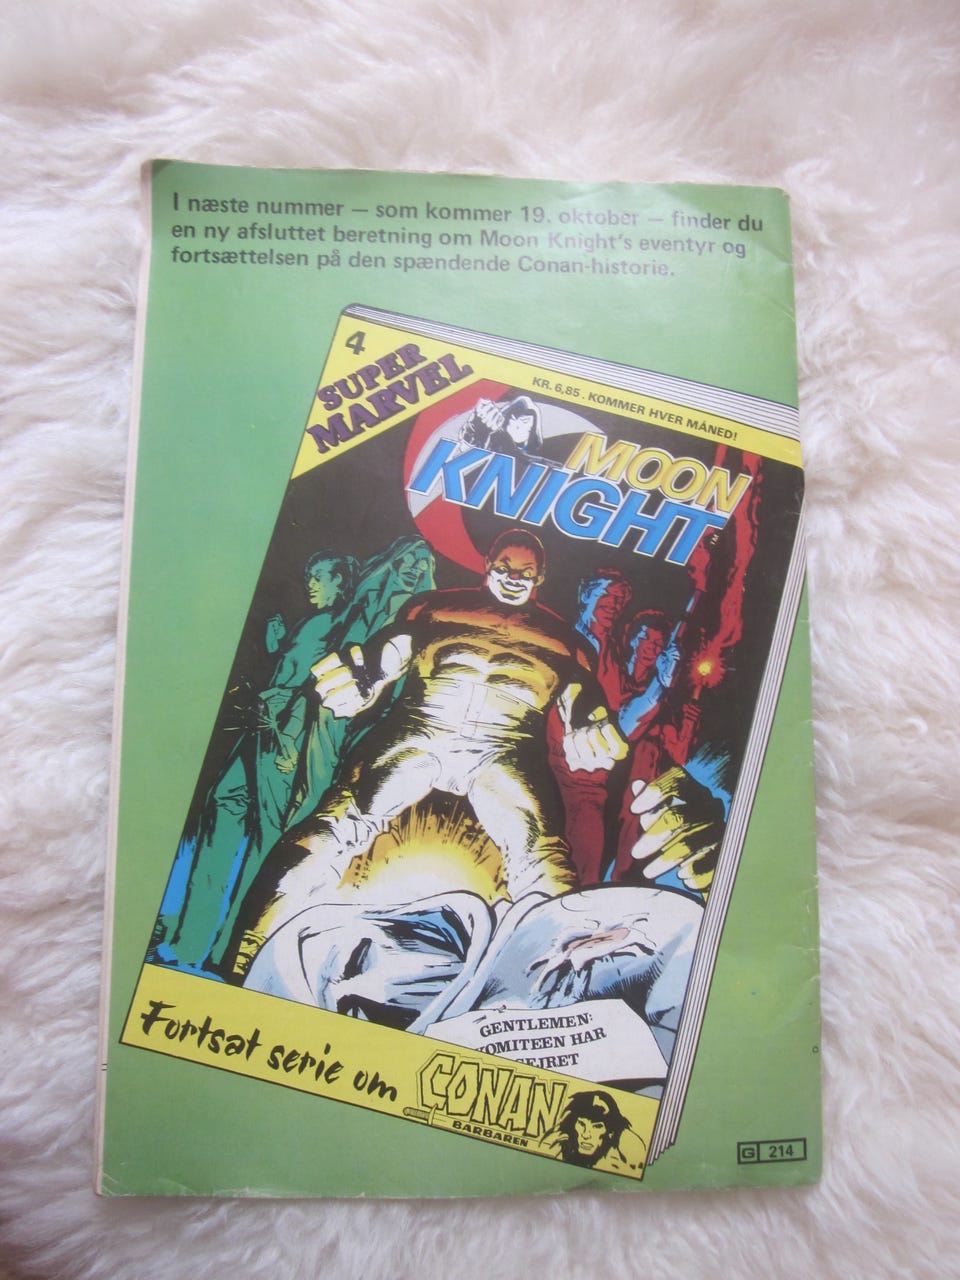 I næste nummer — som kommer 19. oktober — finder du
en ny afsluttet beretning om Moon Knight's eventyr og
fortsættelsen på den spændende Conan-historie.
4
SUPER
MARVEL
KR. 6,85. KOMMER HVER MÅNED!
MOON
KNIGHT
TM
GENTLEMEN:
KOMITEEN HAR
SEJRET
Fortsat serie om
CONAN
BARBAREN
G 214